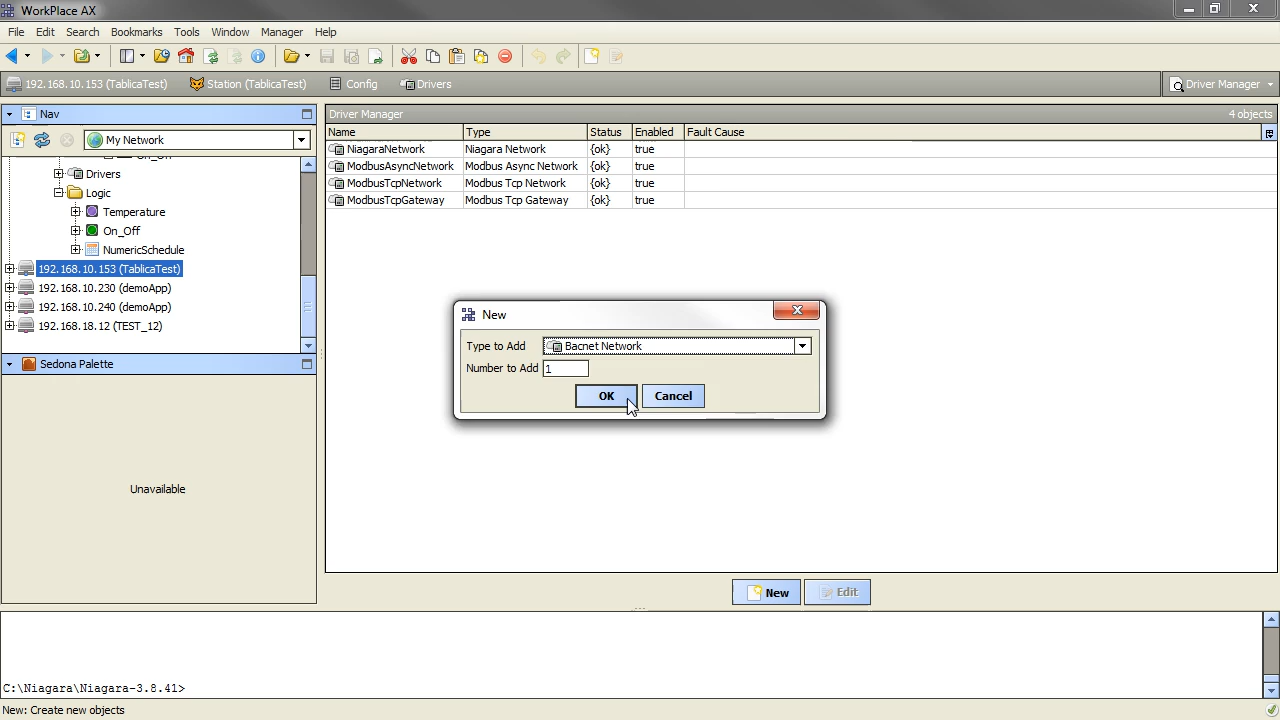 WorkPlace AX
File Edit Search Bookmarks Tools Window Manager Help
192.168.10.153 (TablicaTest) Station (TablicaTest) Config Drivers Driver Manager
Nav
My Network
On_Off
Drivers
Logic
Temperature
On_Off
NumericSchedule
192.168.10.153 (TablicaTest)
192.168.10.230 (demoApp)
192.168.10.240 (demoApp)
192.168.18.12 (TEST_12)
Sedona Palette
Unavailable
Driver Manager 4 objects
Name Type Status Enabled Fault Cause
NiagaraNetwork Niagara Network {ok} true
ModbusAsyncNetwork Modbus Async Network {ok} true
ModbusTcpNetwork Modbus Tcp Network {ok} true
ModbusTcpGateway Modbus Tcp Gateway {ok} true
New
Type to Add Bacnet Network
Number to Add 1
OK Cancel
New Edit
C:\Niagara\Niagara-3.8.41>
New: Create new objects